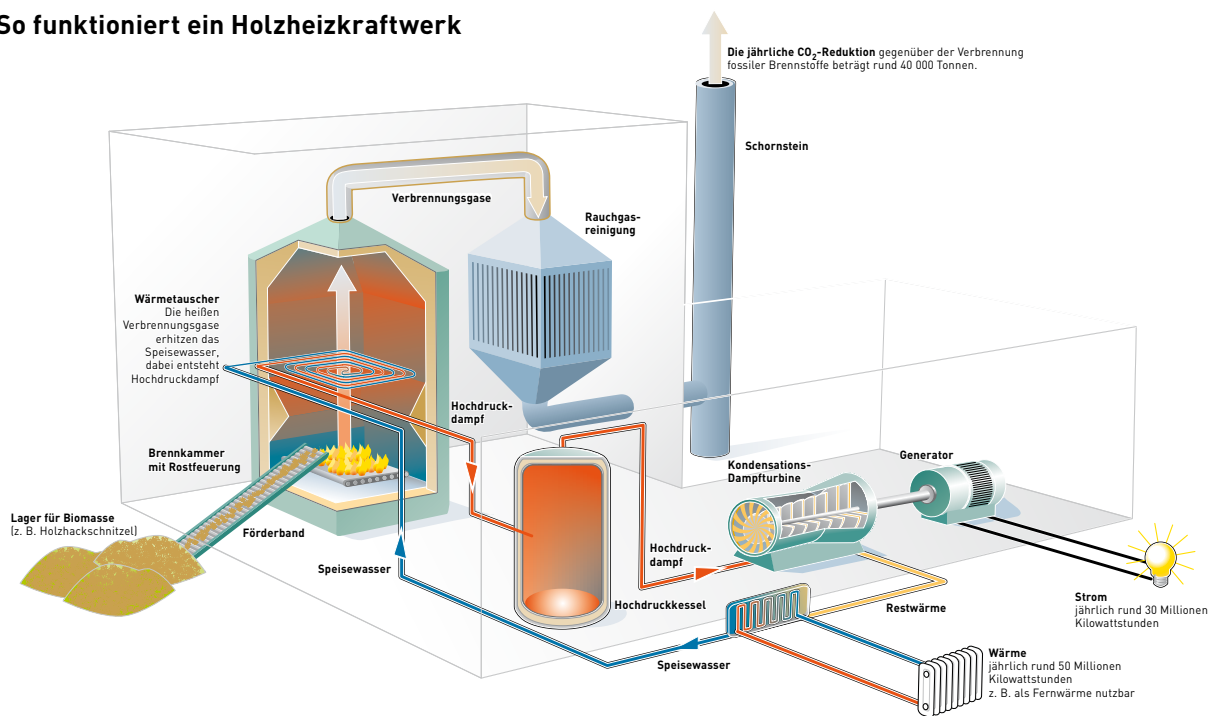 So funktioniert ein Holzheizkraftwerk
Die jährliche CO₂-Reduktion gegenüber der Verbrennung
fossiler Brennstoffe beträgt rund 40 000 Tonnen.
Schornstein
Verbrennungsgase
Rauchgas-
reinigung
Wärmetauscher
Die heißen
Verbrennungsgase
erhitzen das
Speisewasser,
dabei entsteht
Hochdruckdampf
Hochdruck-
dampf
Brennkammer
mit Rostfeuerung
Kondensations-
Dampfturbine
Generator
Lager für Biomasse
(z. B. Holzhackschnitzel)
Förderband
Speisewasser
Hochdruck-
dampf
Hochdruckkessel
Restwärme
Strom
jährlich rund 30 Millionen
Kilowattstunden
Speisewasser
Wärme
jährlich rund 50 Millionen
Kilowattstunden
z. B. als Fernwärme nutzbar